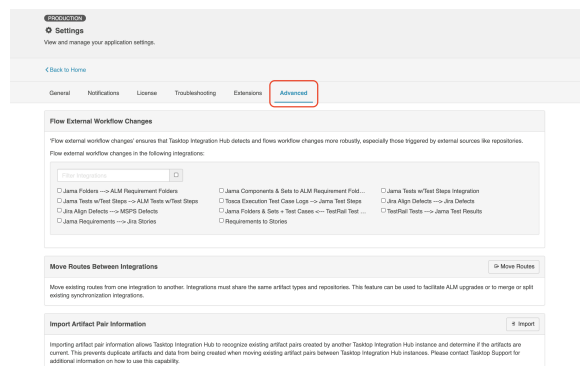 PRODUCTION
Settings
View and manage your application settings.
Back to Home
General Notifications License Troubleshooting Extensions Advanced
Flow External Workflow Changes
'Flow external workflow changes' ensures that Tasktop Integration Hub detects and flows workflow changes more robustly, especially those triggered by external sources like repositories.
Flow external workflow changes in the following integrations:
Filter Integrations
Jama Folders ---> ALM Requirement Folders Jama Components & Sets to ALM Requirement Fold... Jama Tests w/Test Steps Integration
Jama Tests w/Test Steps ---> ALM Tests w/Test Steps Tosca Execution Test Case Logs --> Jama Test Steps Jira Align Defects ---> Jira Defects
Jira Align Defects ---> MSPS Defects Jama Folders & Sets + Test Cases <--- TestRail Test ... TestRail Tests ---> Jama Test Results
Jama Requirements ---> Jira Stories Requirements to Stories
Move Routes Between Integrations Move Routes
Move existing routes from one integration to another. Integrations must share the same artifact types and repositories. This feature can be used to facilitate ALM upgrades or to merge or split
existing synchronization integrations.
Import Artifact Pair Information Import
Importing artifact pair information allows Tasktop Integration Hub to recognize existing artifact pairs created by another Tasktop Integration Hub instance and determine if the artifacts are
current. This prevents duplicate artifacts and data from being created when moving existing artifact pairs between Tasktop Integration Hub instances. Please contact Tasktop Support for
additional information on how to use this capability.